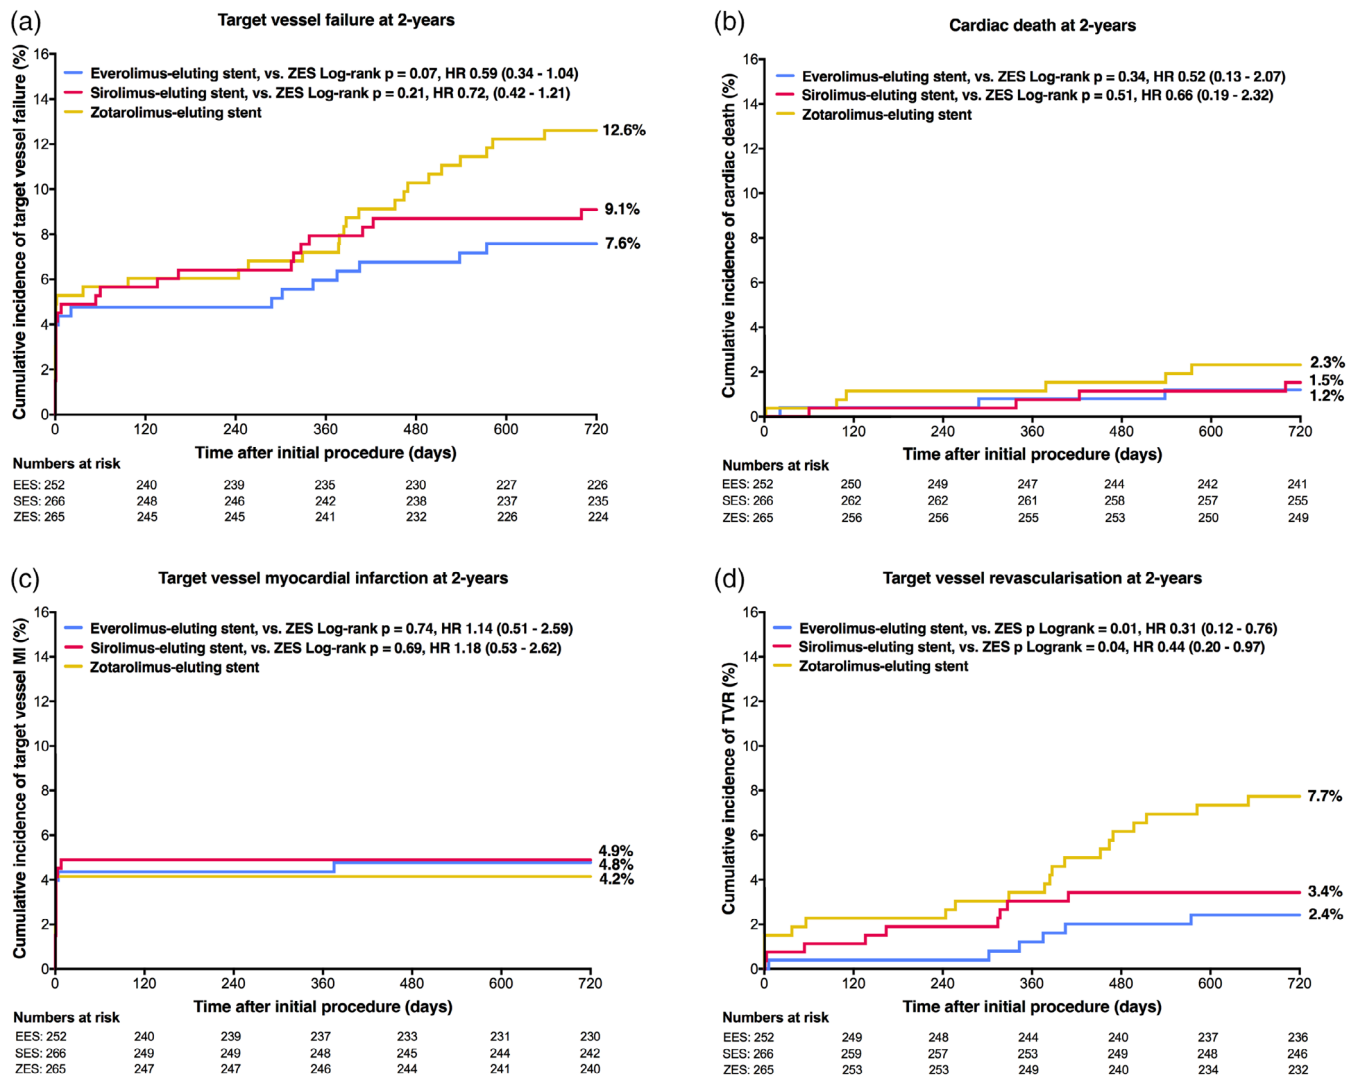 (a)
Target vessel failure at 2-years
Cumulative incidence of target vessel failure (%)
16
14
12
10
8
6
4
2
0
Everolimus-eluting stent, vs. ZES Log-rank p = 0.07, HR 0.59 (0.34 - 1.04)
Sirolimus-eluting stent, vs. ZES Log-rank p = 0.21, HR 0.72, (0.42 - 1.21)
Zotarolimus-eluting stent
12.6%
9.1%
7.6%
0 120 240 360 480 600 720
Time after initial procedure (days)
Numbers at risk
EES: 252 240 239 235 230 227 226
SES: 266 248 246 242 238 237 235
ZES: 265 245 245 241 232 226 224
(b)
Cardiac death at 2-years
Cumulative incidence of cardiac death (%)
16
14
12
10
8
6
4
2
0
Everolimus-eluting stent, vs. ZES Log-rank p = 0.34, HR 0.52 (0.13 - 2.07)
Sirolimus-eluting stent, vs. ZES Log-rank p = 0.51, HR 0.66 (0.19 - 2.32)
Zotarolimus-eluting stent
2.3%
1.5%
1.2%
0 120 240 360 480 600 720
Time after initial procedure (days)
Numbers at risk
EES: 252 250 249 247 244 242 241
SES: 266 262 262 261 258 257 255
ZES: 265 256 256 255 253 250 249
(c)
Target vessel myocardial infarction at 2-years
Cumulative incidence of target vessel MI (%)
16
14
12
10
8
6
4
2
0
Everolimus-eluting stent, vs. ZES Log-rank p = 0.74, HR 1.14 (0.51 - 2.59)
Sirolimus-eluting stent, vs. ZES Log-rank p = 0.69, HR 1.18 (0.53 - 2.62)
Zotarolimus-eluting stent
4.9%
4.8%
4.2%
0 120 240 360 480 600 720
Time after initial procedure (days)
Numbers at risk
EES: 252 240 239 237 233 231 230
SES: 266 249 249 248 245 244 242
ZES: 265 247 247 246 244 241 240
(d)
Target vessel revascularisation at 2-years
Cumulative incidence of TVR (%)
16
14
12
10
8
6
4
2
0
Everolimus-eluting stent, vs. ZES p Logrank = 0.01, HR 0.31 (0.12 - 0.76)
Sirolimus-eluting stent, vs. ZES p Logrank = 0.04, HR 0.44 (0.20 - 0.97)
Zotarolimus-eluting stent
7.7%
3.4%
2.4%
0 120 240 360 480 600 720
Time after initial procedure (days)
Numbers at risk
EES: 252 249 248 244 240 237 236
SES: 266 259 257 253 249 248 246
ZES: 265 253 253 249 240 234 232